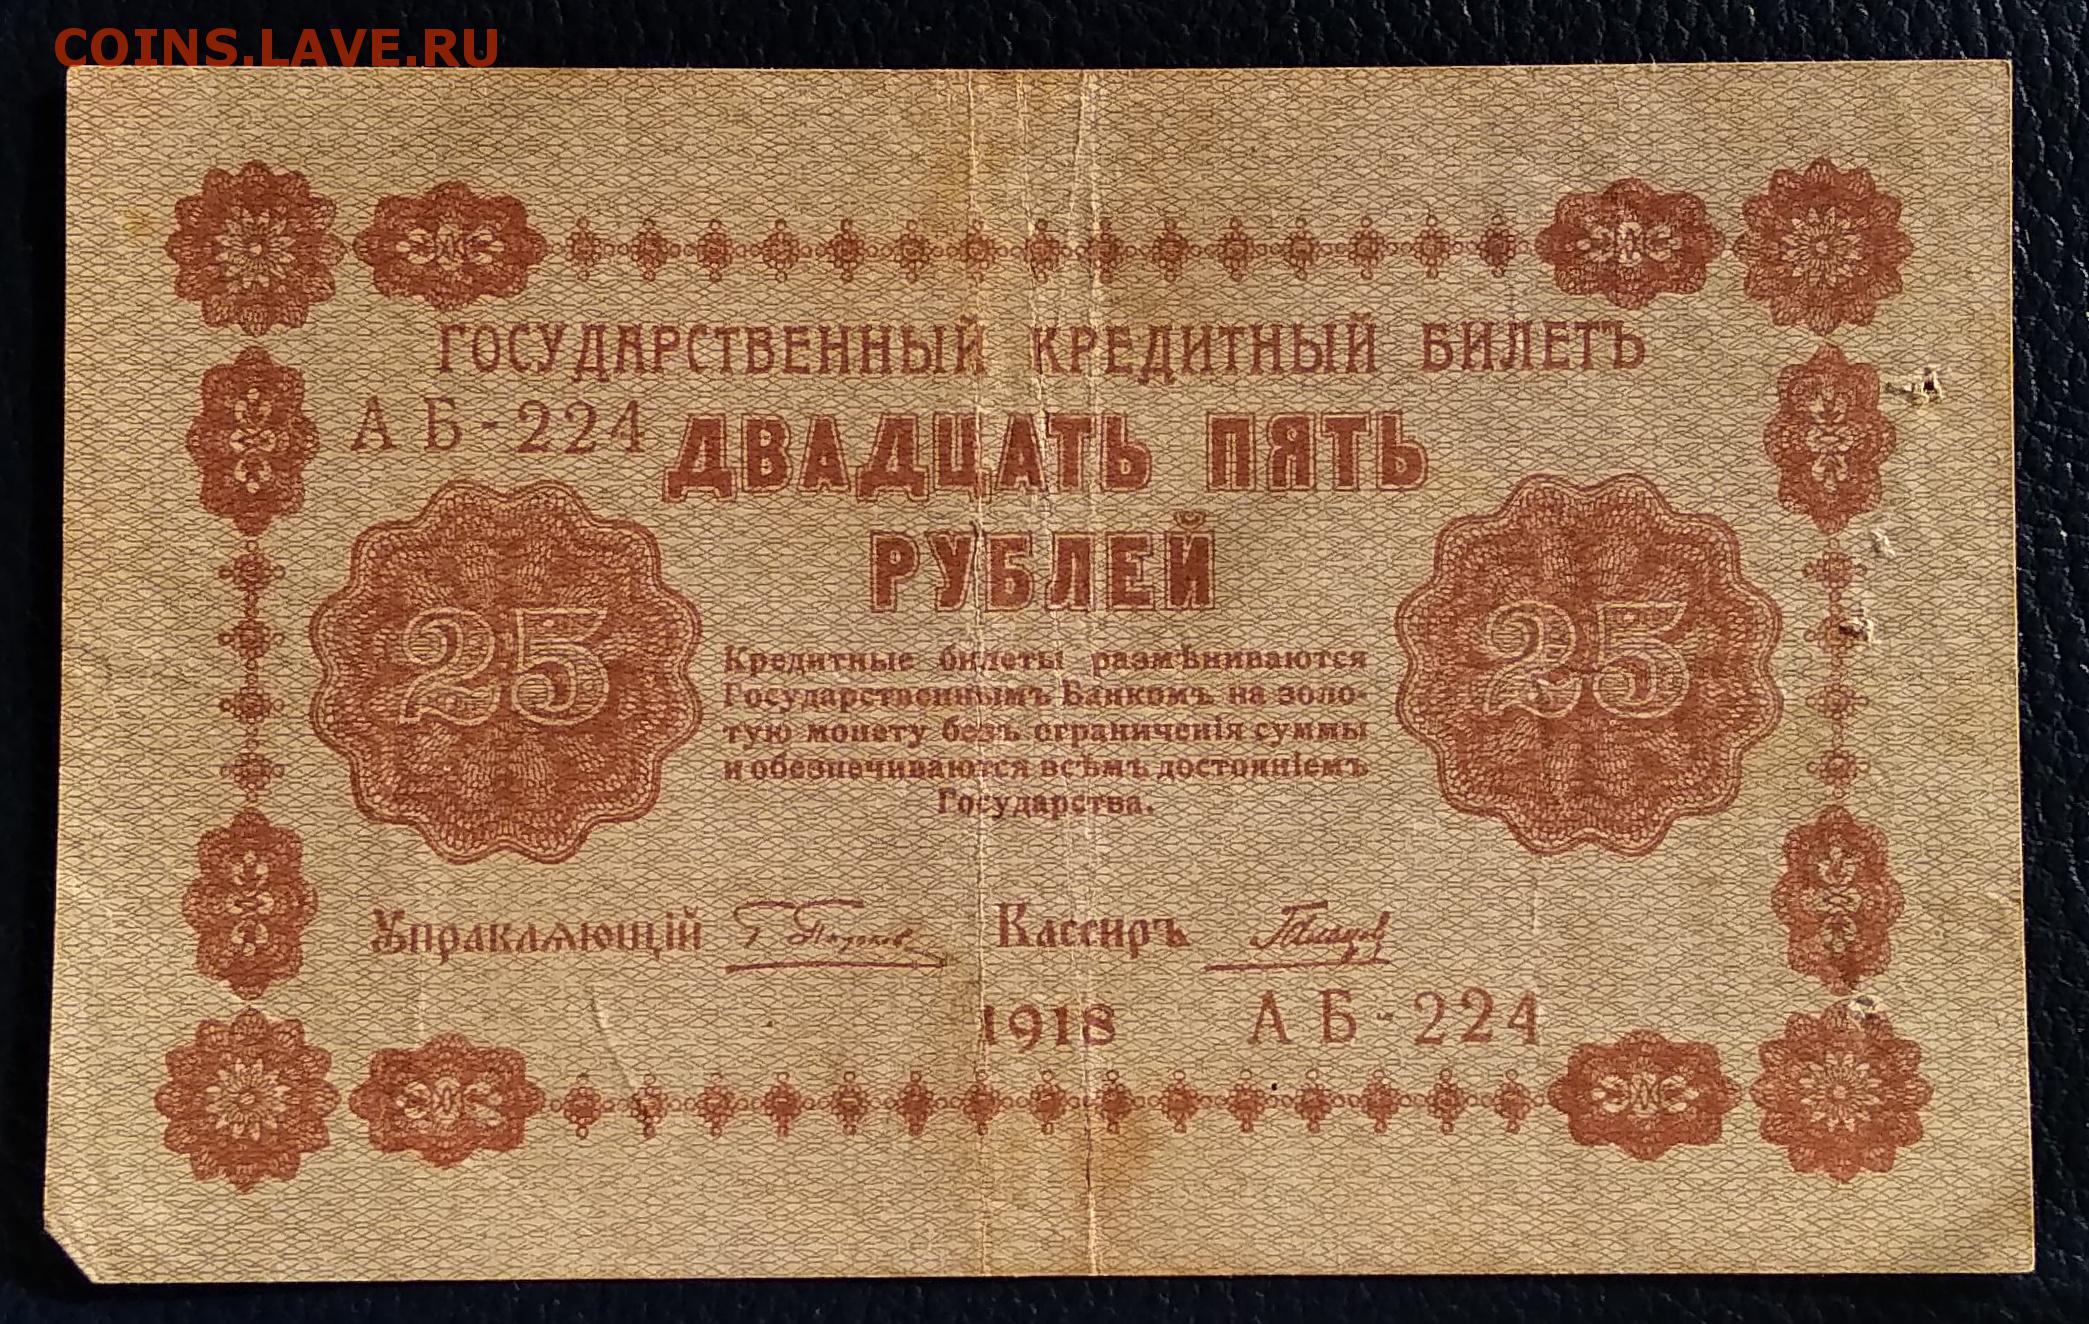 COINS.LAVE.RU
ГОСУДАРСТВЕННЫЙ КРЕДИТНЫЙ БИЛЕТЪ
АБ-224
ДВАДЦАТЬ ПЯТЬ
РУБЛЕЙ
25
25
Кредитные билеты размѣниваются
Государственнымъ Банкомъ на золо-
тую монету безъ ограниченія суммы
и обезпечиваются всѣмъ достояніемъ
Государства.
Управляющій Кассиръ
1918 АБ-224